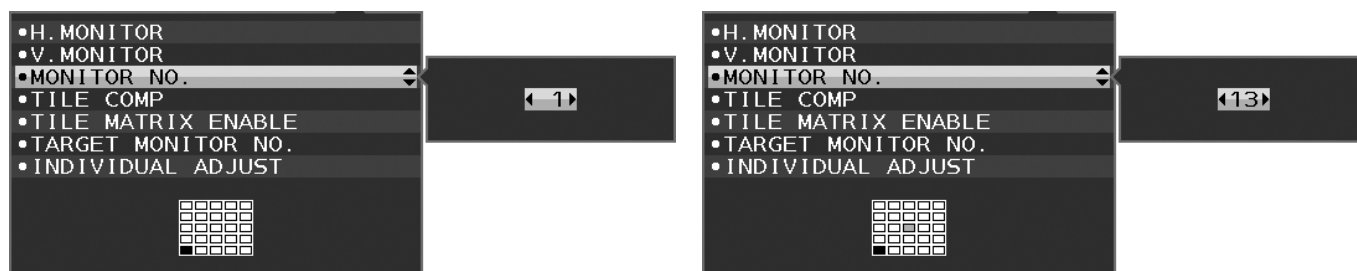 •H.MONITOR
•V.MONITOR
•MONITOR NO.
1
•TILE COMP
•TILE MATRIX ENABLE
•TARGET MONITOR NO.
•INDIVIDUAL ADJUST
•H.MONITOR
•V.MONITOR
•MONITOR NO.
13
•TILE COMP
•TILE MATRIX ENABLE
•TARGET MONITOR NO.
•INDIVIDUAL ADJUST